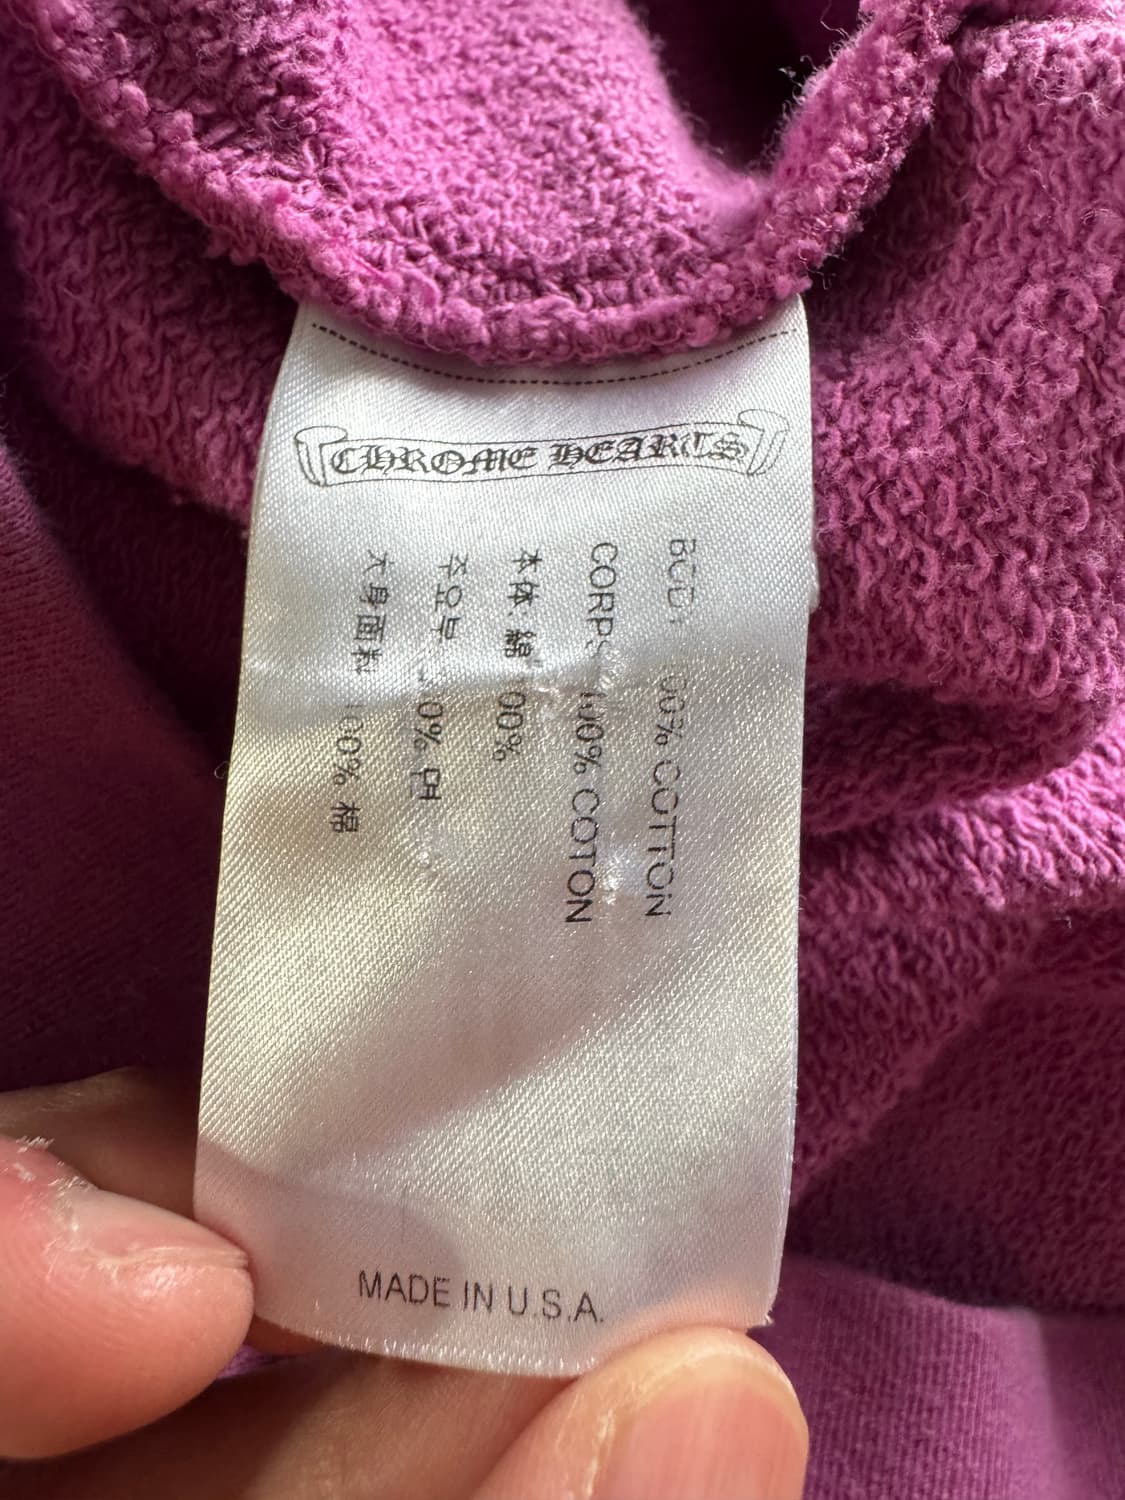 CHROME HEARTS
BODY 100% COTTON
CORPS 100% COTON
本体 綿 100%
주요부 100% 면
大身面料 100% 棉
MADE IN U.S.A.